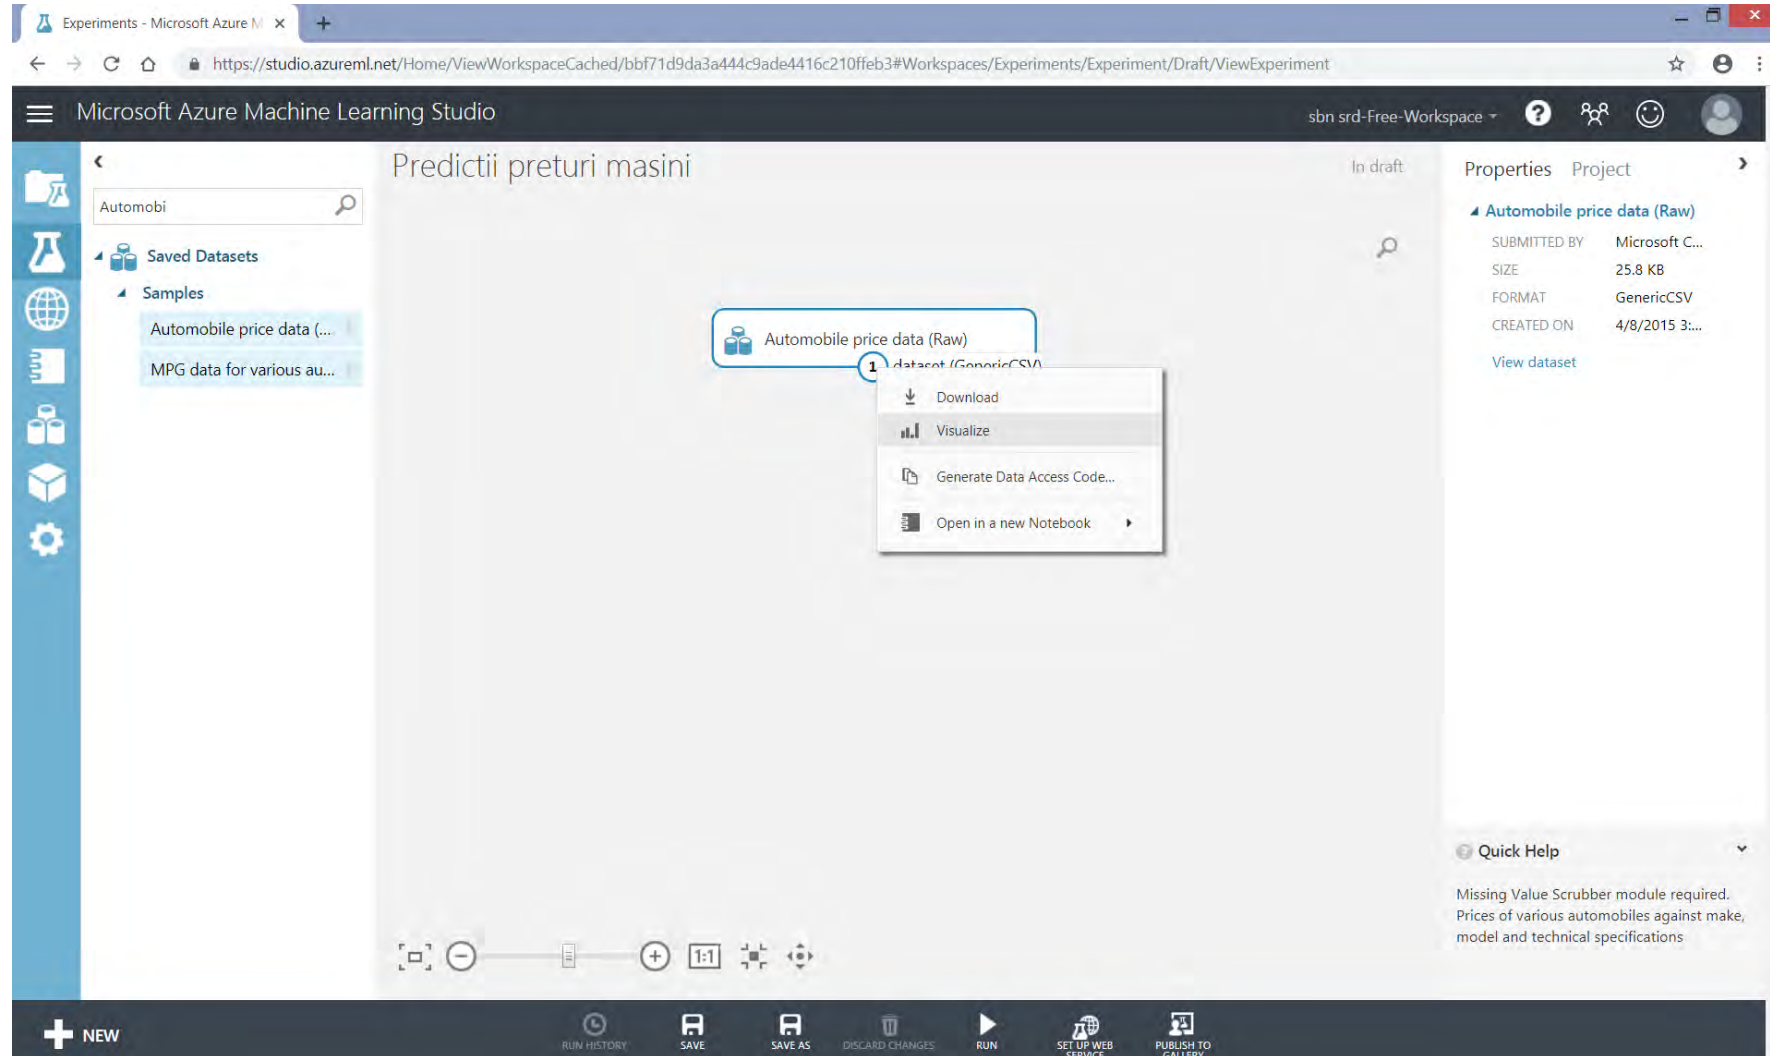 Experiments - Microsoft Azure M
https://studio.azureml.net/Home/ViewWorkspaceCached/bbf71d9da3a444c9ade4416c210ffeb3#Workspaces/Experiments/Experiment/Draft/ViewExperiment
Microsoft Azure Machine Learning Studio
sbn srd-Free-Workspace
?
Automobi
Saved Datasets
Samples
Automobile price data (...
MPG data for various au...
Predictii preturi masini
In draft
Automobile price data (Raw)
1 dataset (GenericCSV)
Download
Visualize
Generate Data Access Code...
Open in a new Notebook
1:1
Properties Project
Automobile price data (Raw)
SUBMITTED BY Microsoft C...
SIZE 25.8 KB
FORMAT GenericCSV
CREATED ON 4/8/2015 3:...
View dataset
Quick Help
Missing Value Scrubber module required.
Prices of various automobiles against make,
model and technical specifications
NEW
RUN HISTORY
SAVE
SAVE AS
DISCARD CHANGES
RUN
SET UP WEB
SERVICE
PUBLISH TO
GALLERY